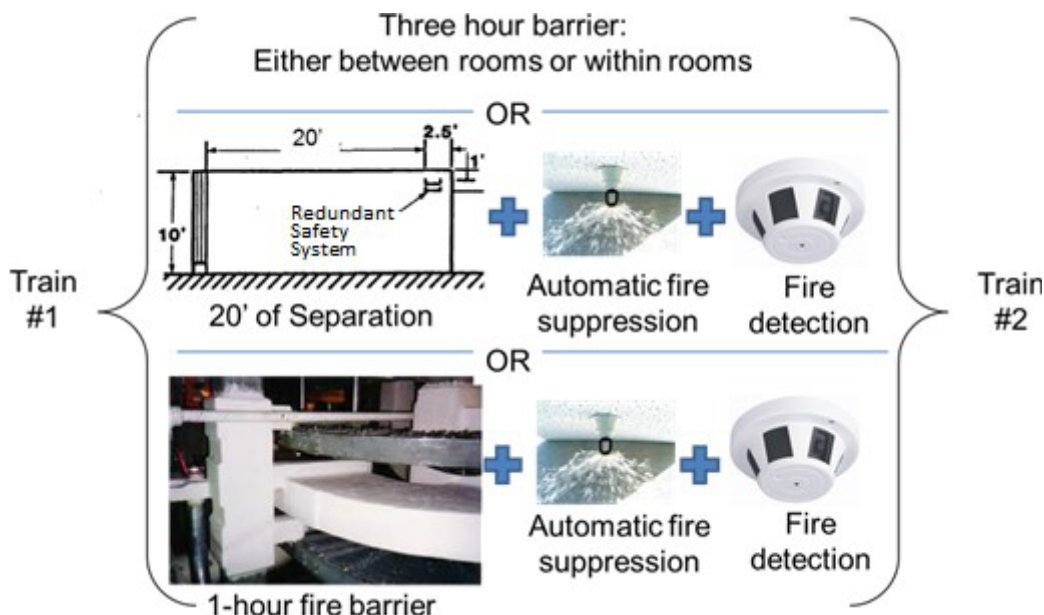 Three hour barrier:
Either between rooms or within rooms
OR
20'
2.5'
1'
10'
Redundant
Safety
System
20' of Separation
Automatic fire
suppression
Fire
detection
Train
#1
Train
#2
OR
1-hour fire barrier
Automatic fire
suppression
Fire
detection